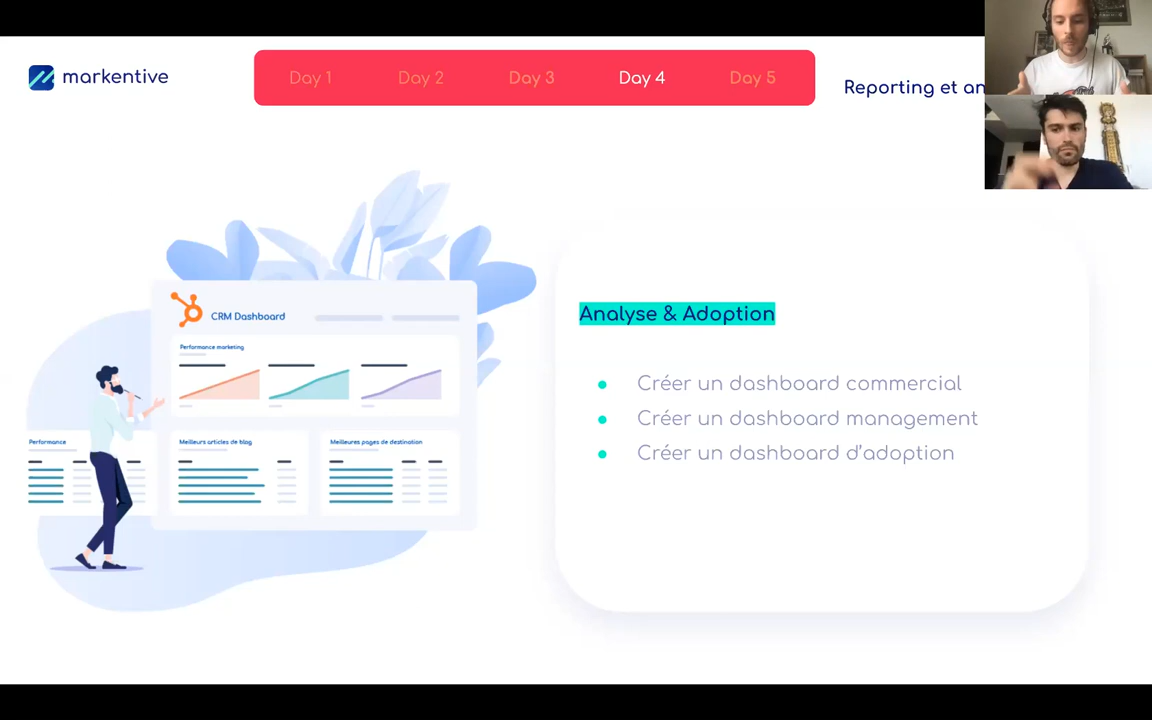 markentive
Day 1 Day 2 Day 3 Day 4 Day 5
Reporting et an
Analyse & Adoption
Créer un dashboard commercial
Créer un dashboard management
Créer un dashboard d'adoption
CRM Dashboard
Performance marketing
Performance
Meilleurs articles de blog
Meilleures pages de destination